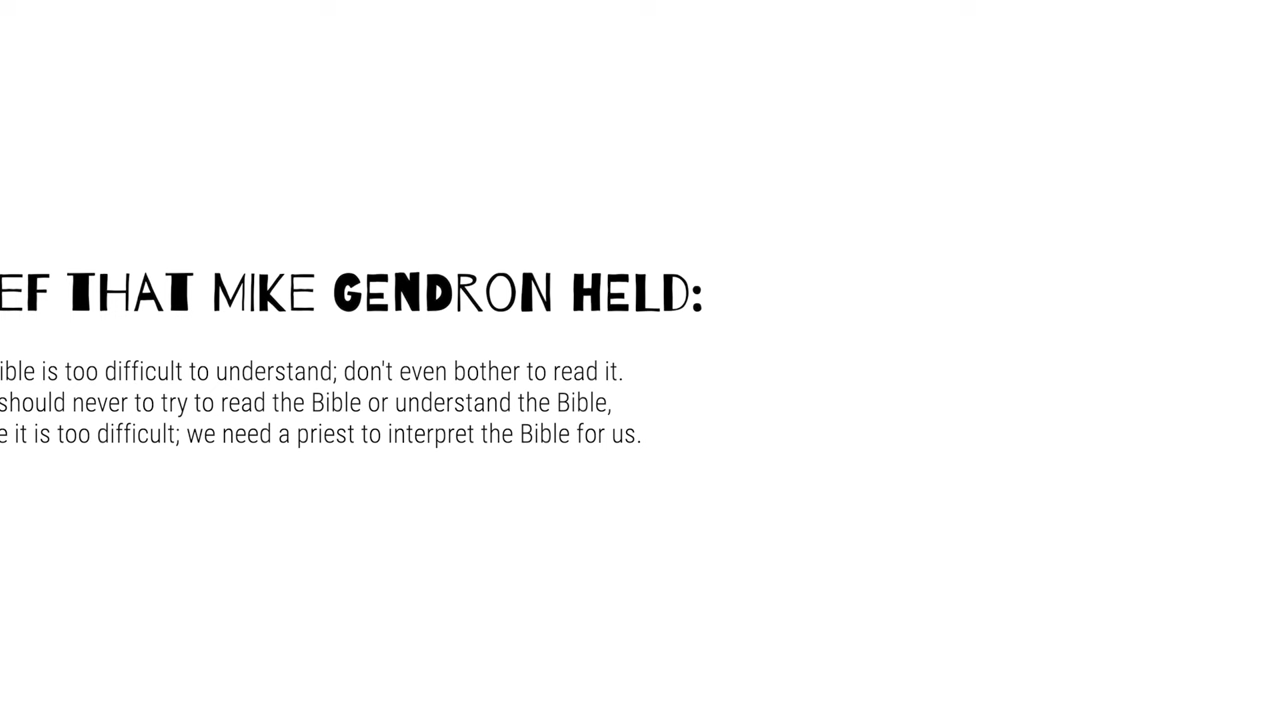 EF THAT MIKE GENDRON HELD:
ible is too difficult to understand; don't even bother to read it.
should never to try to read the Bible or understand the Bible,
e it is too difficult; we need a priest to interpret the Bible for us.